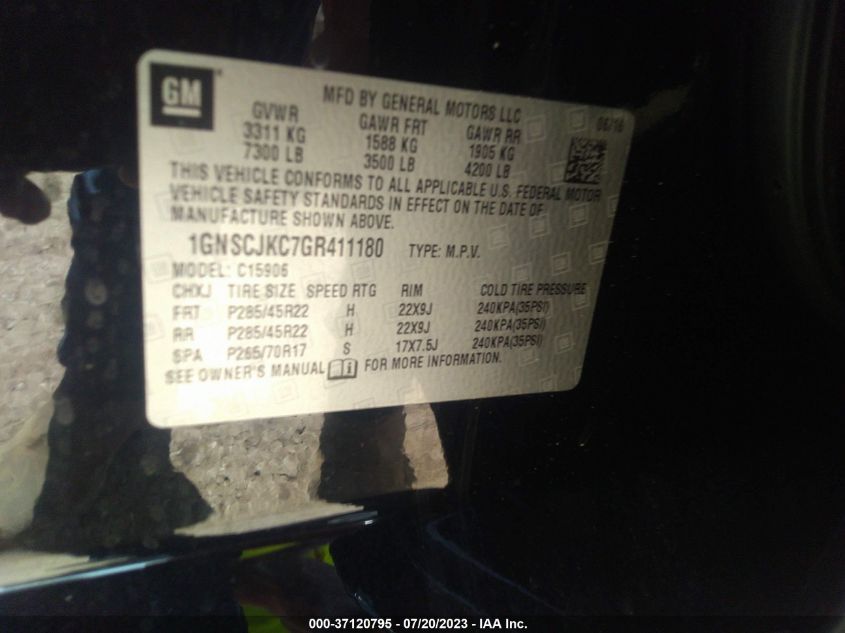 GM
MFD BY GENERAL MOTORS LLC
06/16
GVWR GAWR FRT GAWR RR
3311 KG 1588 KG 1905 KG
7300 LB 3500 LB 4200 LB
THIS VEHICLE CONFORMS TO ALL APPLICABLE U.S. FEDERAL MOTOR
VEHICLE SAFETY STANDARDS IN EFFECT ON THE DATE OF
MANUFACTURE SHOWN ABOVE.
1GNSCJKC7GR411180 TYPE: M.P.V.
MODEL: C15906
CHXJ TIRE SIZE SPEED RTG RIM COLD TIRE PRESSURE
FRT P285/45R22 H 22X9J 240KPA(35PSI)
RR P285/45R22 H 22X9J 240KPA(35PSI)
SPA P265/70R17 S 17X7.5J 240KPA(35PSI)
SEE OWNER'S MANUAL FOR MORE INFORMATION.
000-37120795 - 07/20/2023 - IAA Inc.